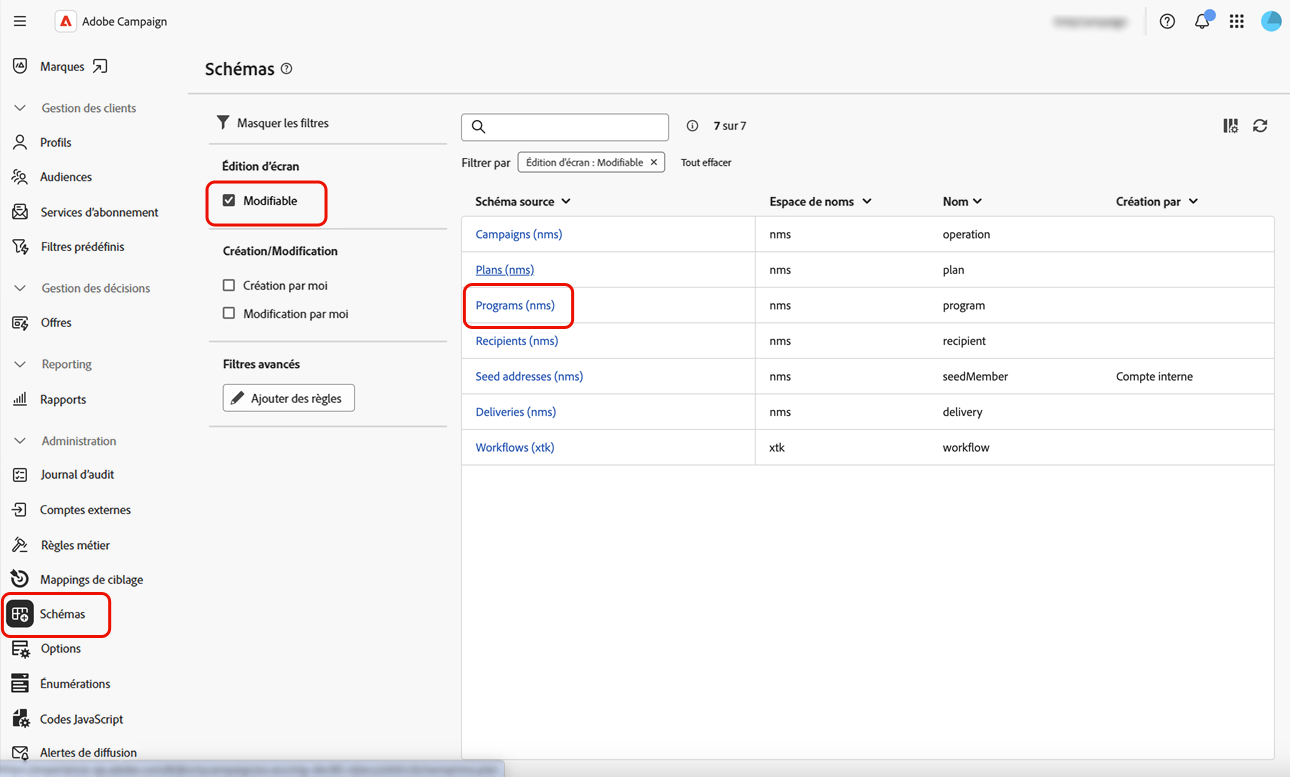 Adobe Campaign
Marques
Gestion des clients
Profils
Audiences
Services d'abonnement
Filtres prédéfinis
Gestion des décisions
Offres
Reporting
Rapports
Administration
Journal d'audit
Comptes externes
Règles métier
Mappings de ciblage
Schémas
Options
Énumérations
Codes JavaScript
Alertes de diffusion
Schémas
Masquer les filtres
Édition d'écran
Modifiable
Création/Modification
Création par moi
Modification par moi
Filtres avancés
Ajouter des règles
7 sur 7
Filtrer par Édition d'écran : Modifiable × Tout effacer
Schéma source Espace de noms Nom Création par
Campaigns (nms) nms operation
Plans (nms) nms plan
Programs (nms) nms program
Recipients (nms) nms recipient
Seed addresses (nms) nms seedMember Compte interne
Deliveries (nms) nms delivery
Workflows (xtk) xtk workflow